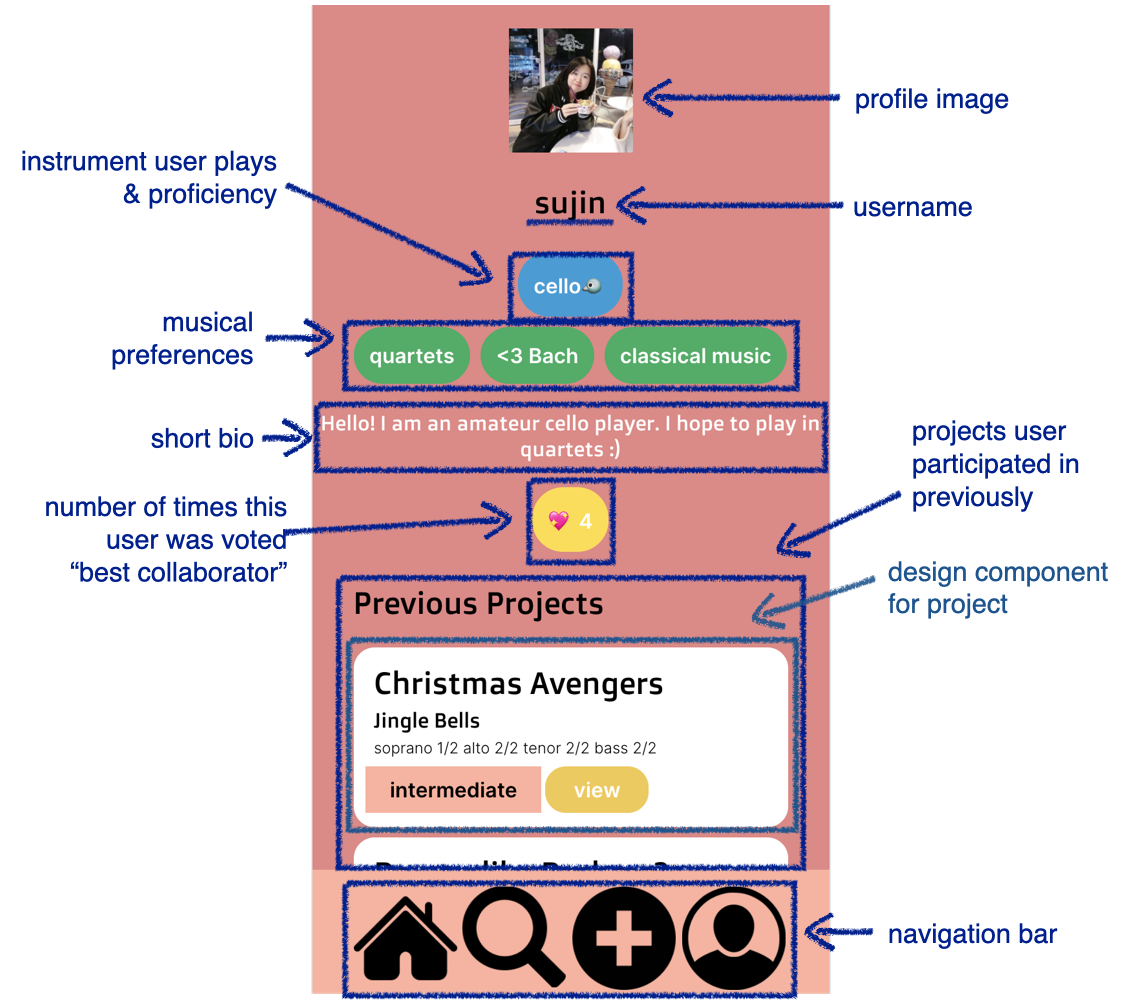 profile image
instrument user plays
& proficiency
sujin
username
cello
musical
preferences
quartets
<3 Bach
classical music
short bio
Hello! I am an amateur cello player. I hope to play in
quartets :)
projects user
participated in
previously
number of times this
user was voted
“best collaborator”
💖 4
design component
for project
Previous Projects
Christmas Avengers
Jingle Bells
soprano 1/2 alto 2/2 tenor 2/2 bass 2/2
intermediate
view
navigation bar